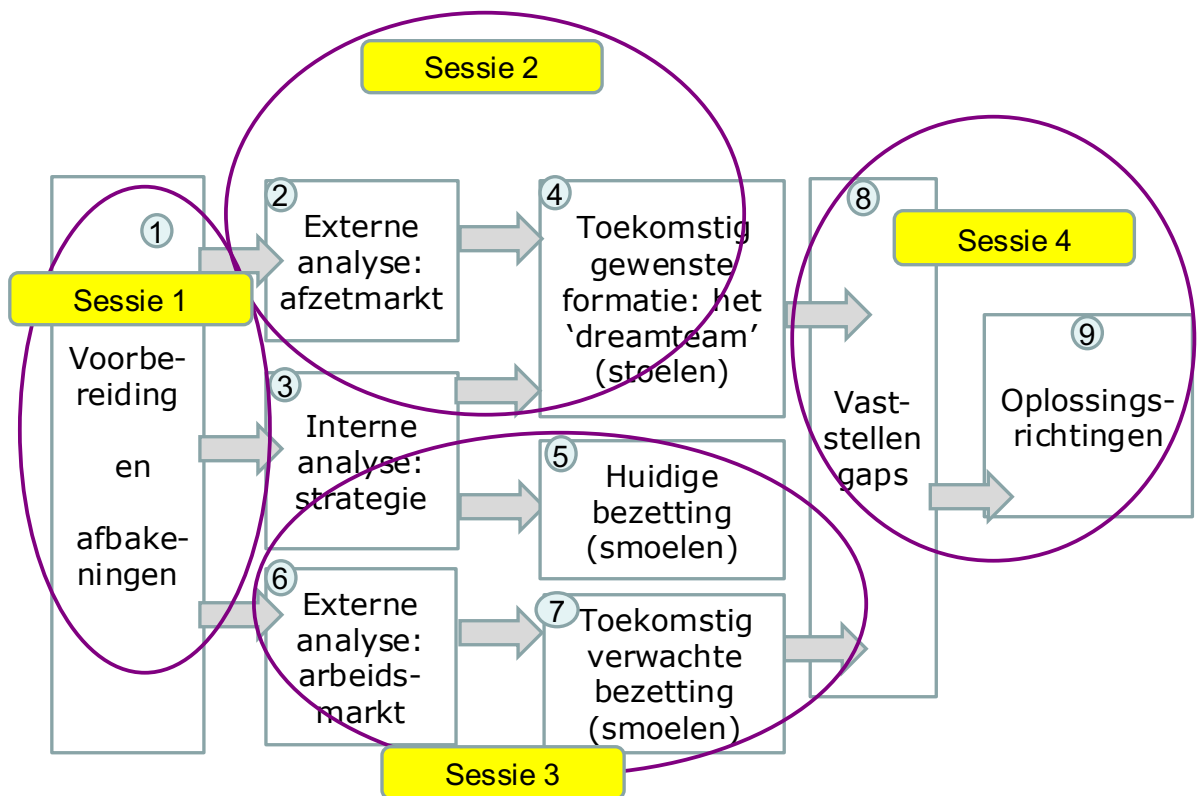 Sessie 2
Sessie 1
1
Voorbe-
reiding
en
afbake-
ningen
2
Externe
analyse:
afzetmarkt
3
Interne
analyse:
strategie
4
Toekomstig
gewenste
formatie: het
‘dreamteam’
(stoelen)
5
Huidige
bezetting
(smoelen)
6
Externe
analyse:
arbeids-
markt
7
Toekomstig
verwachte
bezetting
(smoelen)
Sessie 3
8
Vast-
stellen
gaps
Sessie 4
9
Oplossings-
richtingen